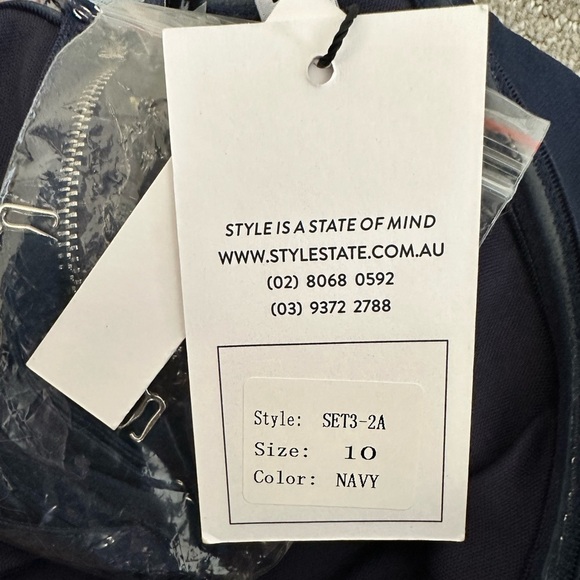 STYLE IS A STATE OF MIND
WWW.STYLESTATE.COM.AU
(02) 8068 0592
(03) 9372 2788
Style: SET3-2A
Size: 10
Color: NAVY